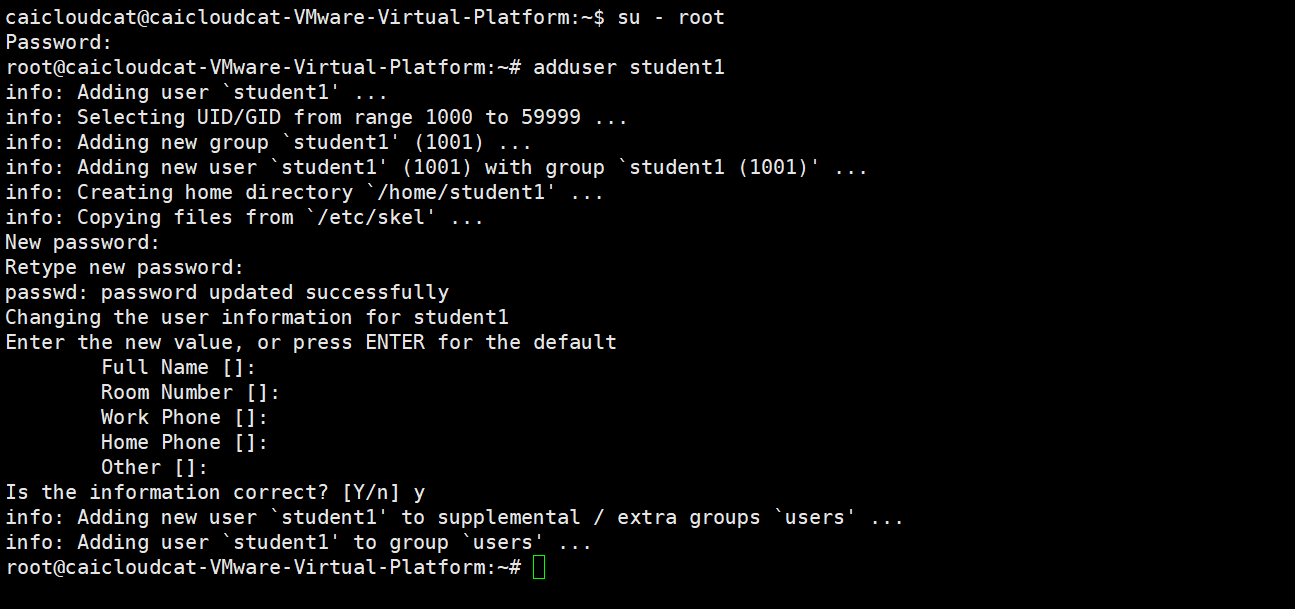 caicloudcat@caicloudcat-VMware-Virtual-Platform:~$ su - root
Password:
root@caicloudcat-VMware-Virtual-Platform:~# adduser student1
info: Adding user `student1' ...
info: Selecting UID/GID from range 1000 to 59999 ...
info: Adding new group `student1' (1001) ...
info: Adding new user `student1' (1001) with group `student1 (1001)' ...
info: Creating home directory `/home/student1' ...
info: Copying files from `/etc/skel' ...
New password:
Retype new password:
passwd: password updated successfully
Changing the user information for student1
Enter the new value, or press ENTER for the default
        Full Name []:
        Room Number []:
        Work Phone []:
        Home Phone []:
        Other []:
Is the information correct? [Y/n] y
info: Adding new user `student1' to supplemental / extra groups `users' ...
info: Adding user `student1' to group `users' ...
root@caicloudcat-VMware-Virtual-Platform:~#